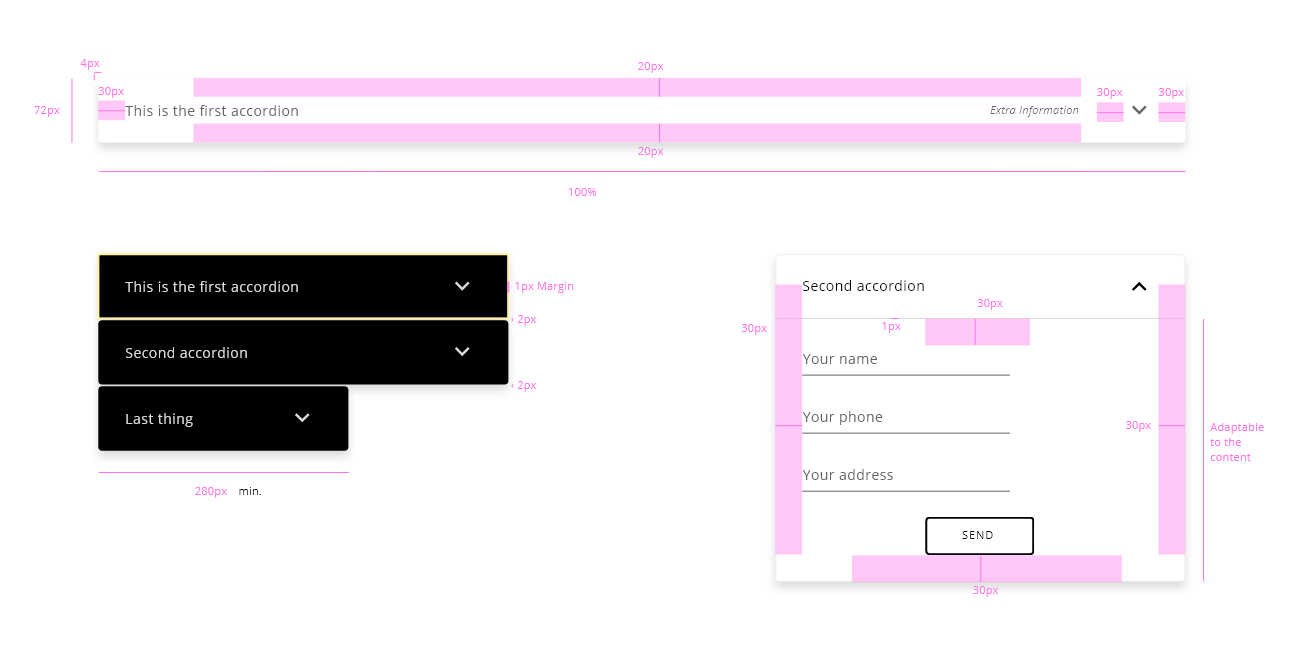 4px
20px
30px
30px
30px
72px
This is the first accordion
Extra Information
20px
100%
This is the first accordion
1px Margin
2px
Second accordion
2px
Last thing
280px min.
Second accordion
30px
30px
1px
Your name
Your phone
30px
Adaptable
to the
content
Your address
SEND
30px